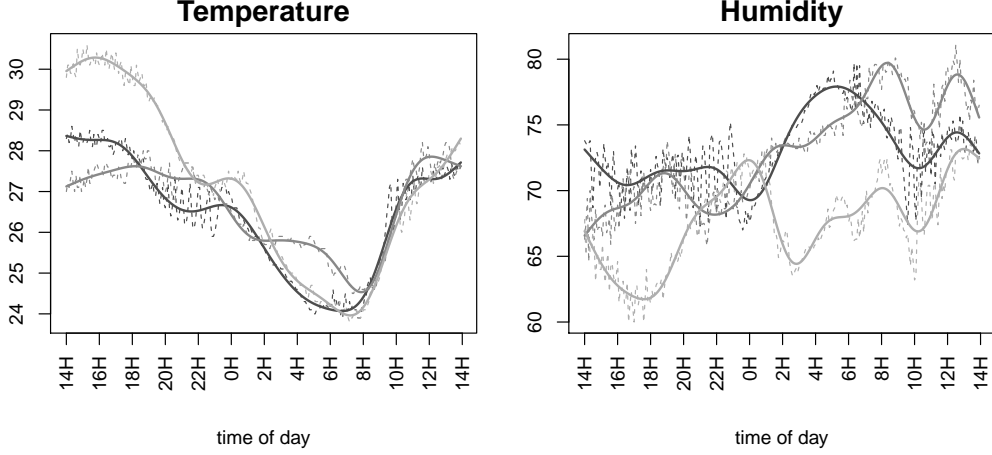 Temperature
30
29
28
27
26
25
24
14H 16H 18H 20H 22H 0H 2H 4H 6H 8H 10H 12H 14H
time of day
Humidity
80
75
70
65
60
14H 16H 18H 20H 22H 0H 2H 4H 6H 8H 10H 12H 14H
time of day